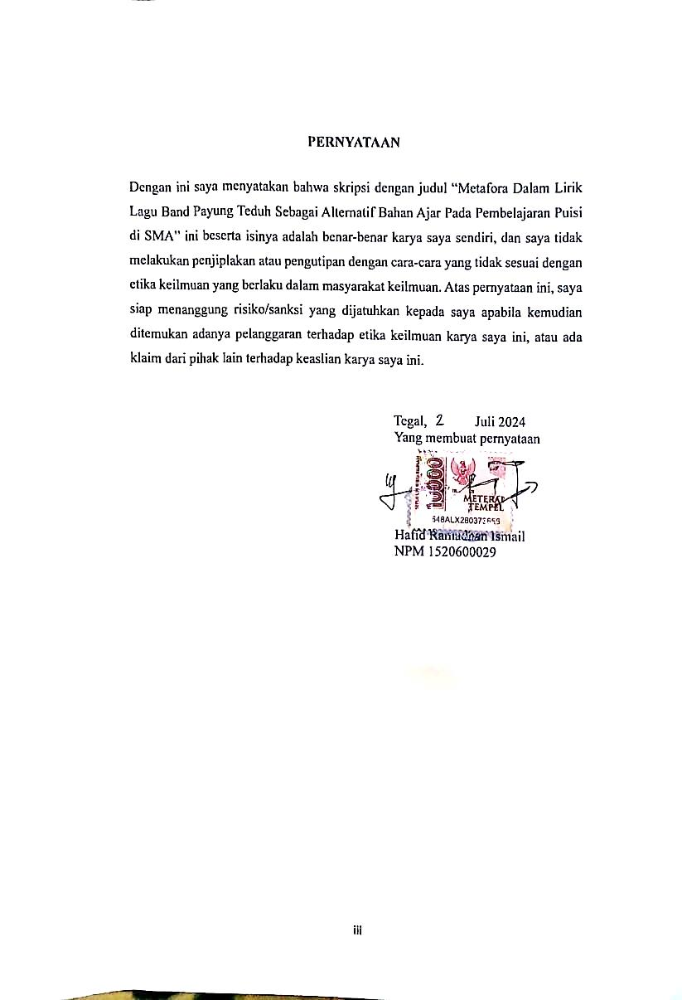 PERNYATAAN
Dengan ini saya menyatakan bahwa skripsi dengan judul “Metafora Dalam Lirik
Lagu Band Payung Teduh Sebagai Alternatif Bahan Ajar Pada Pembelajaran Puisi
di SMA” ini beserta isinya adalah benar-benar karya saya sendiri, dan saya tidak
melakukan penjiplakan atau pengutipan dengan cara-cara yang tidak sesuai dengan
etika keilmuan yang berlaku dalam masyarakat keilmuan. Atas pernyataan ini, saya
siap menanggung risiko/sanksi yang dijatuhkan kepada saya apabila kemudian
ditemukan adanya pelanggaran terhadap etika keilmuan karya saya ini, atau ada
klaim dari pihak lain terhadap keaslian karya saya ini.
Tegal, 2 Juli 2024
Yang membuat pernyataan
10000
METERAI
TEMPEL
Hafid Ramadhan Ismail
NPM 1520600029
iii